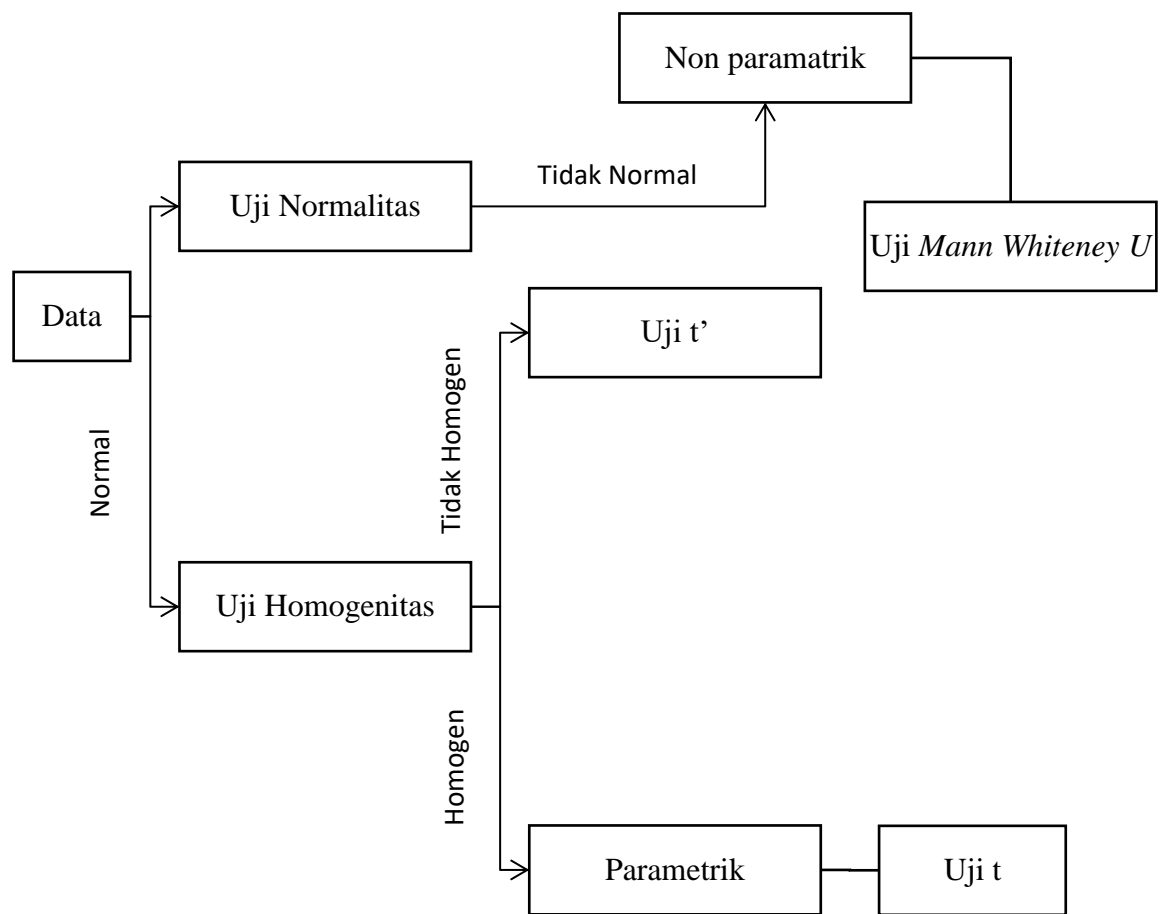 Non paramatrik
Tidak Normal
Uji Normalitas
Uji Mann Whiteney U
Data
Uji t’
Tidak Homogen
Normal
Uji Homogenitas
Homogen
Parametrik
Uji t